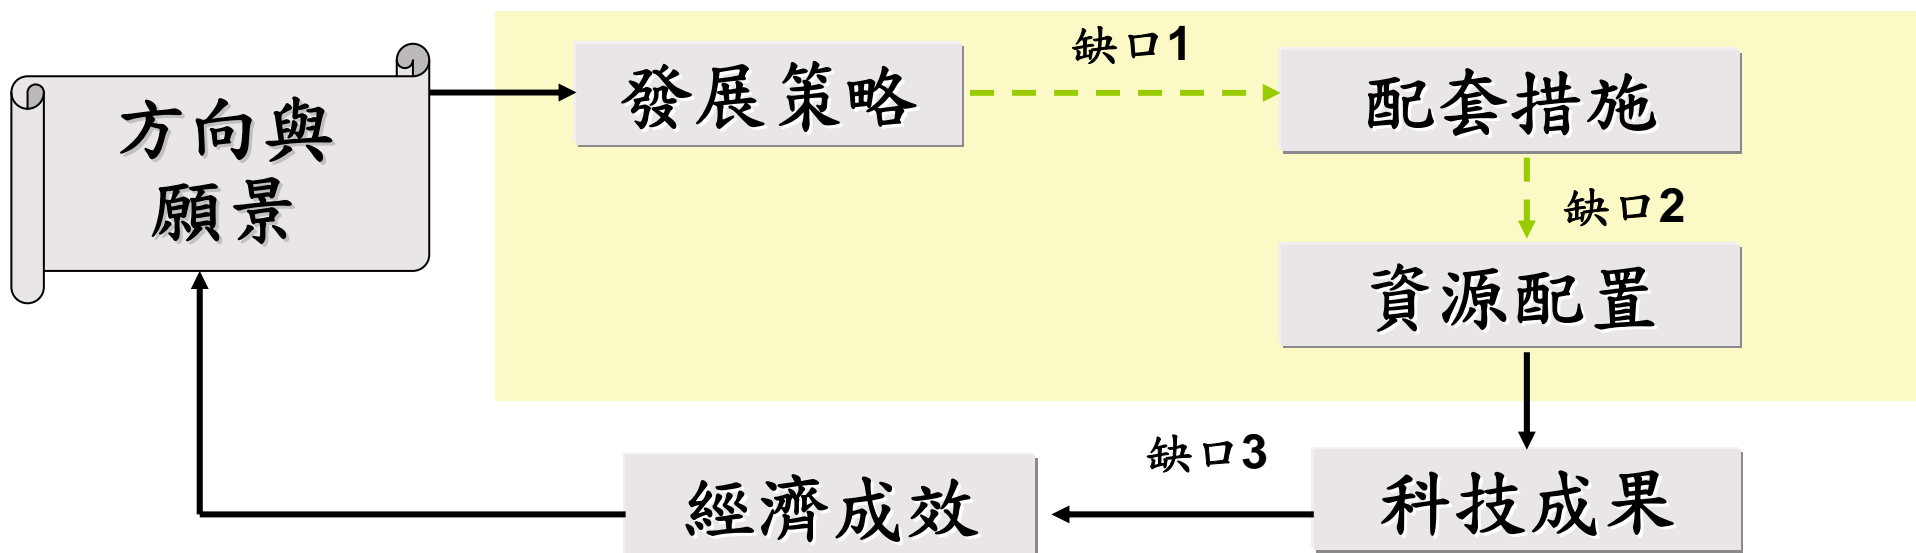 缺口1
發展策略
配套措施
方向與
願景
缺口2
資源配置
缺口3
經濟成效
科技成果